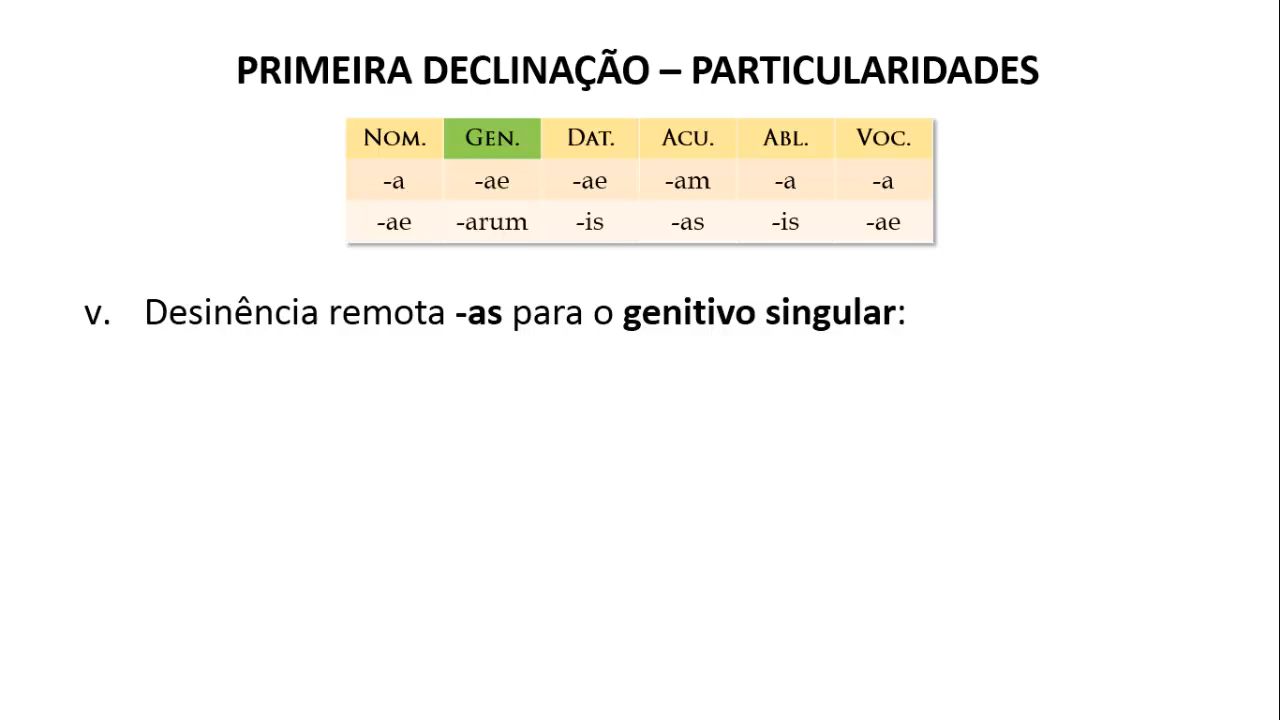 PRIMEIRA DECLINAÇÃO – PARTICULARIDADES
NOM. GEN. DAT. ACU. ABL. VOC.
-a -ae -ae -am -a -a
-ae -arum -is -as -is -ae
v. Desinência remota -as para o genitivo singular: